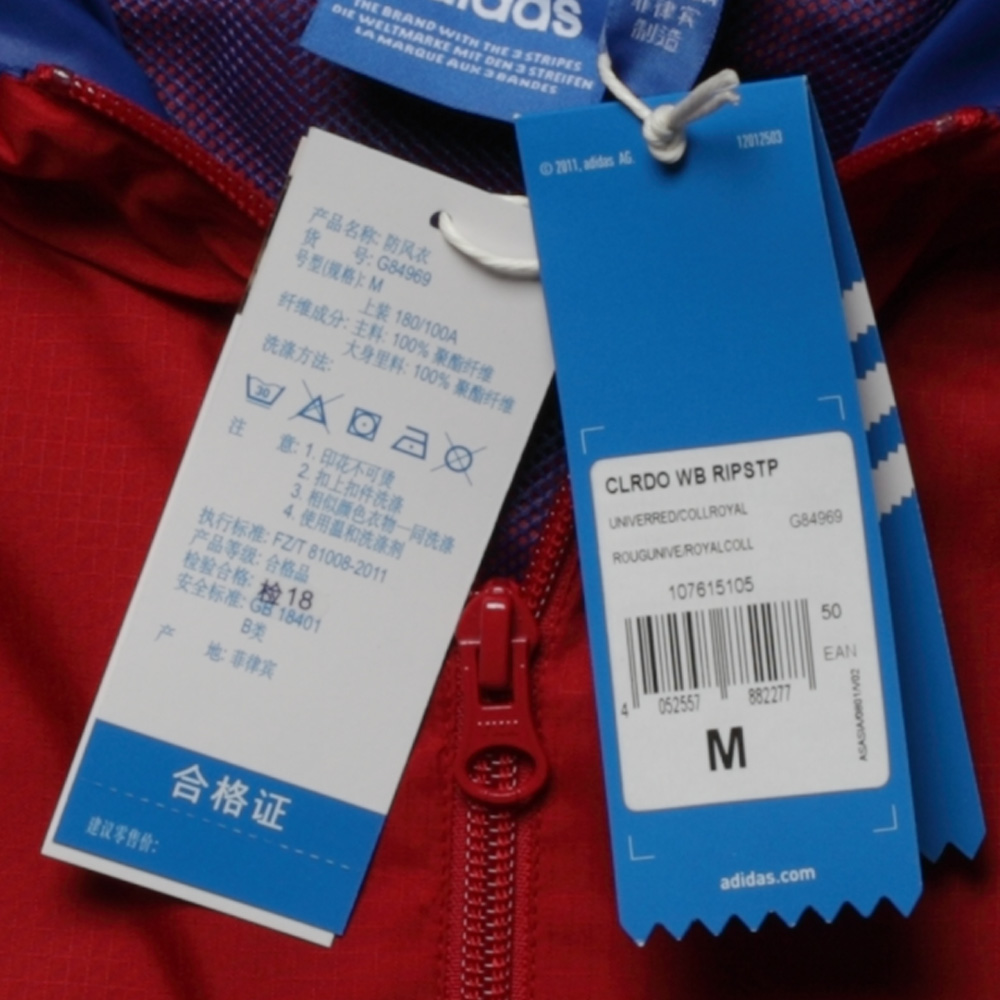 adidas
THE BRAND WITH THE 3 STRIPES
DIE WELTMARKE MIT DEN 3 STREIFEN
LA MARQUE AUX 3 BANDES
菲律宾
制造
产品名称: 防风衣
货 号: G84969
号型(规格): M
上装 180/100A
纤维成分: 主料: 100% 聚酯纤维
大身里料: 100% 聚酯纤维
洗涤方法:
30
注 意: 1. 印花不可烫
2. 扣上扣件洗涤
3. 相似颜色衣物一同洗涤
4. 使用温和洗涤剂
执行标准: FZ/T 81008-2011
产品等级: 合格品
检验合格: 检18
安全标准: GB 18401
B类
产 地: 菲律宾
合格证
建议零售价:
© 2011, adidas AG.
12012503
CLRDO WB RIPSTP
UNIVERRED/COLLROYAL
G84969
ROUGUNIVE/ROYALCOLL
107615105
50
EAN
4 052557 882277
M
ASASIA/0801/V02
adidas.com